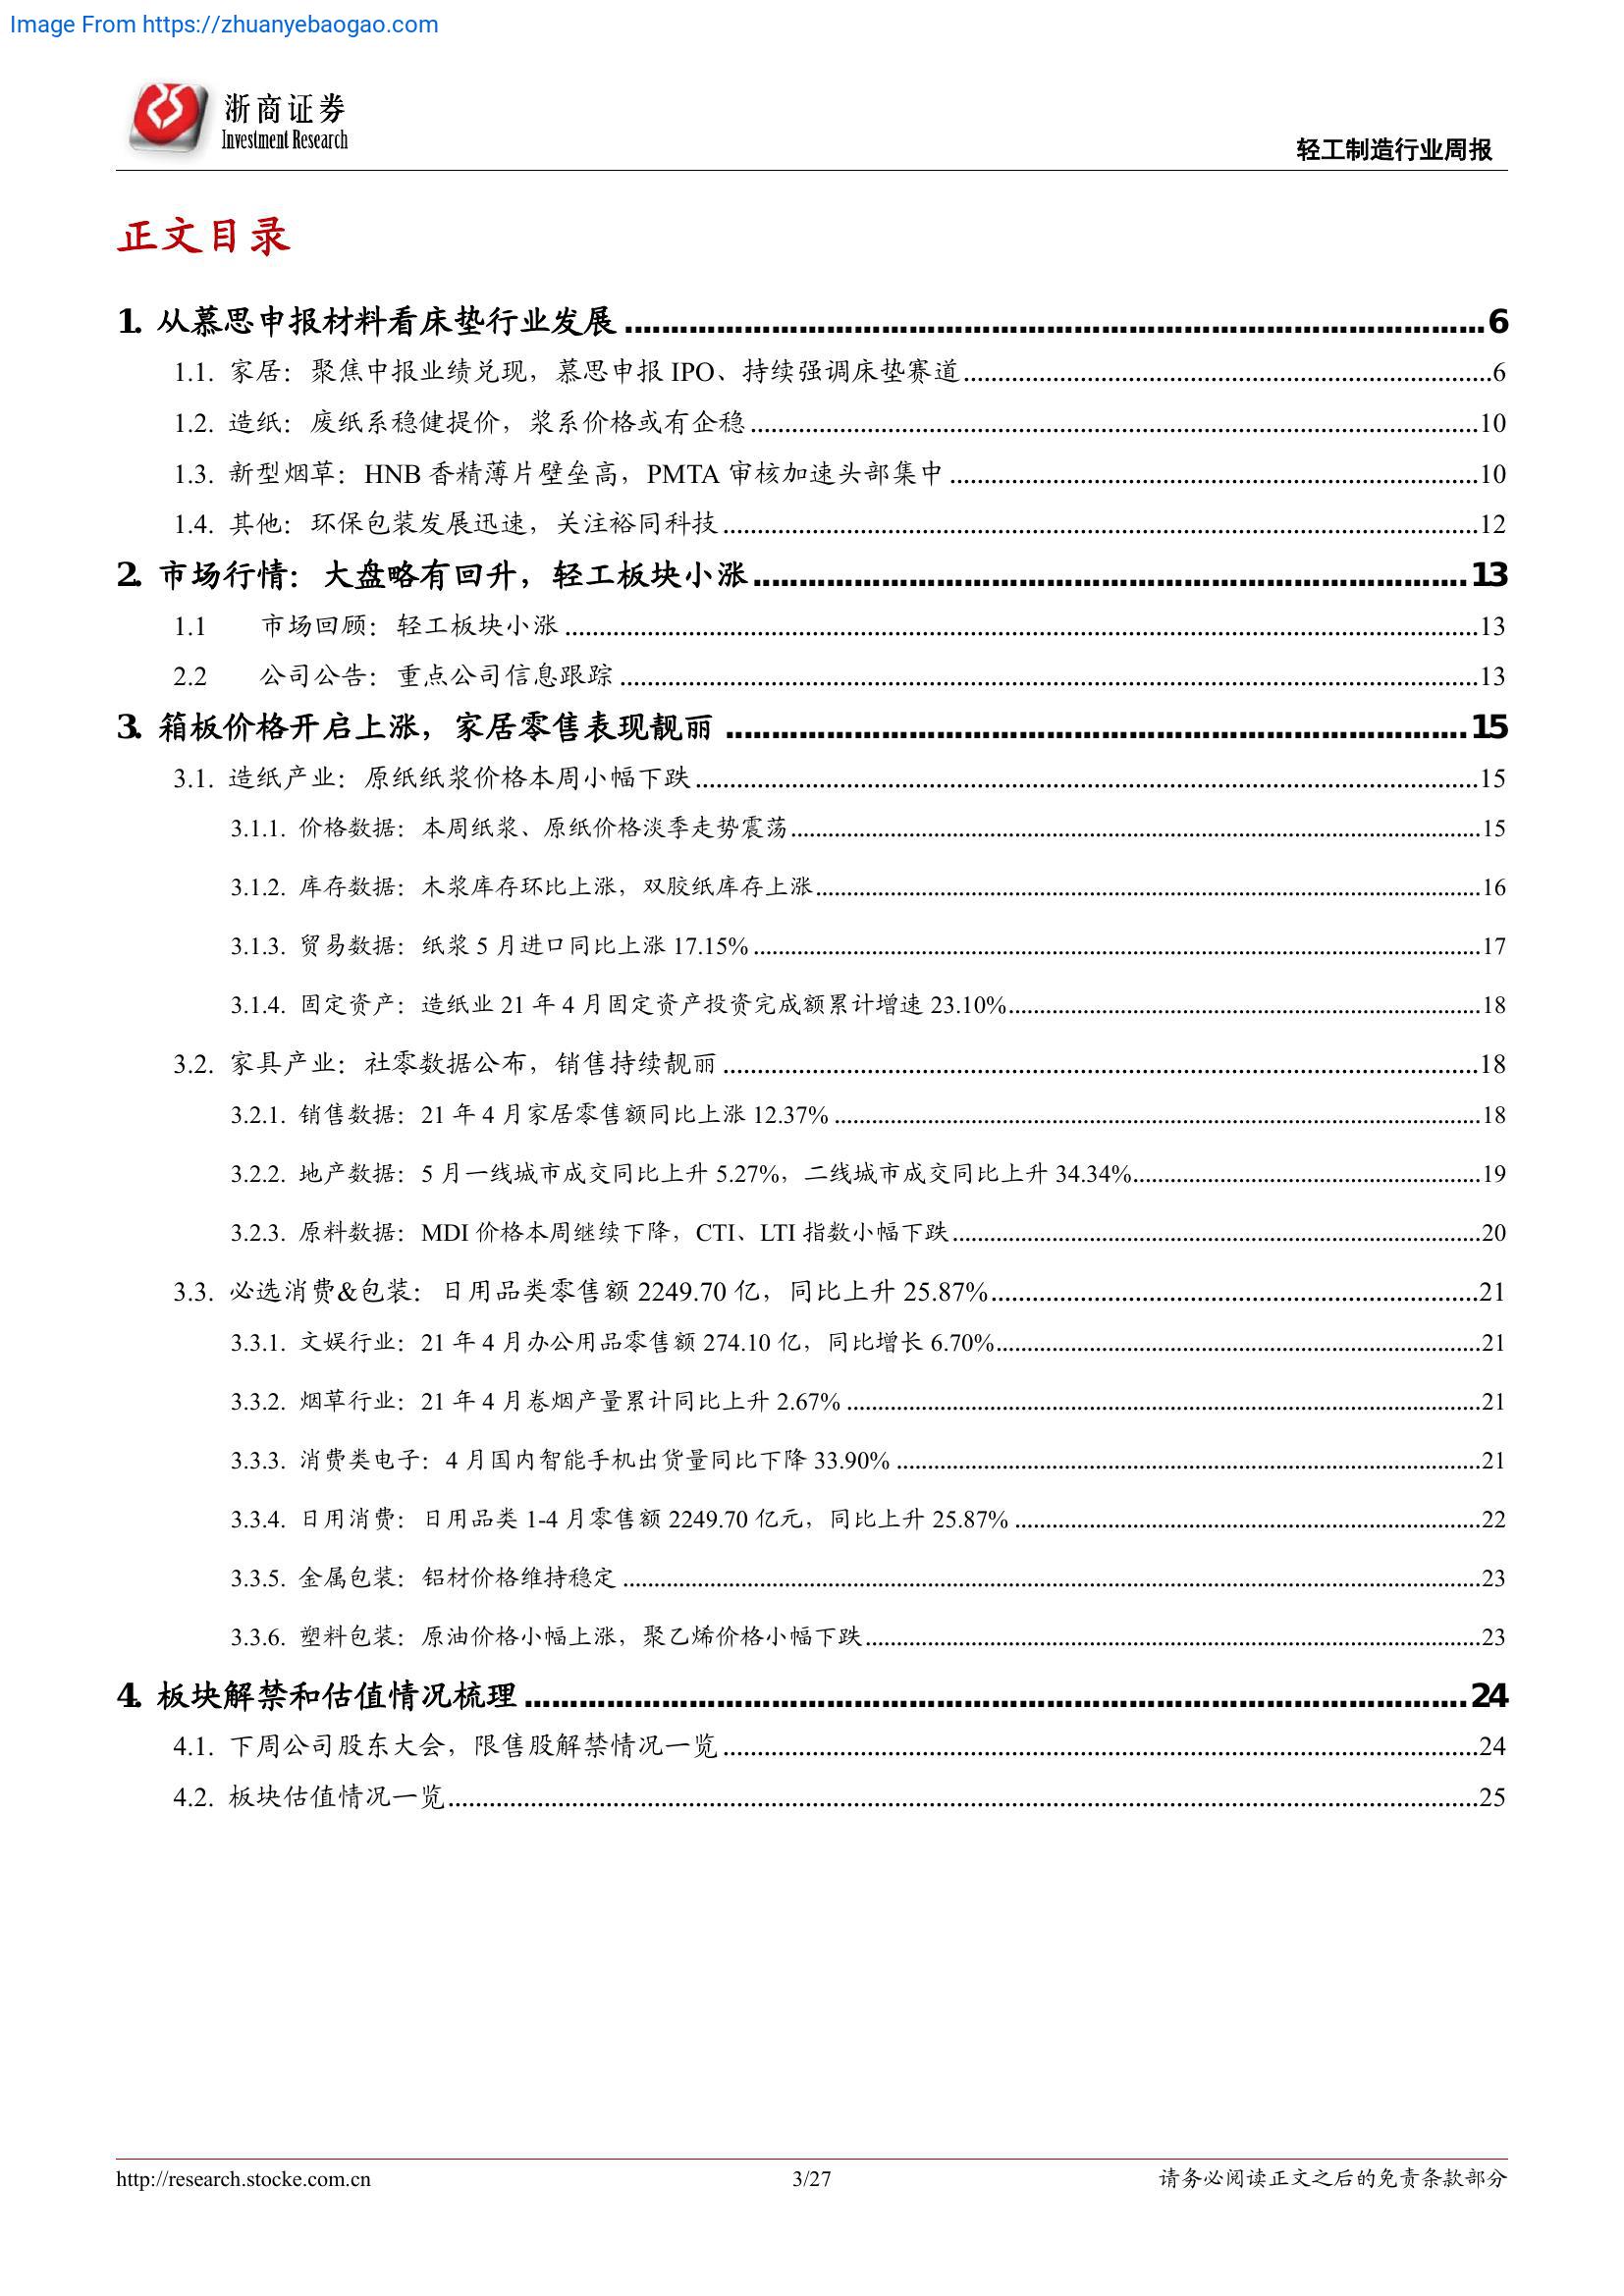 Image From https://zhuanyebaogao.com
浙商证券
Investment Research
轻工制造行业周报
正文目录
1. 从慕思申报材料看床垫行业发展........................................6
1.1. 家居：聚焦中报业绩兑现，慕思申报 IPO、持续强调床垫赛道........................................6
1.2. 造纸：废纸系稳健提价，浆系价格或有企稳........................................10
1.3. 新型烟草：HNB 香精薄片壁垒高，PMTA 审核加速头部集中........................................10
1.4. 其他：环保包装发展迅速，关注裕同科技........................................12
2. 市场行情：大盘略有回升，轻工板块小涨........................................13
1.1 市场回顾：轻工板块小涨........................................13
2.2 公司公告：重点公司信息跟踪........................................13
3. 箱板价格开启上涨，家居零售表现靓丽........................................15
3.1. 造纸产业：原纸纸浆价格本周小幅下跌........................................15
3.1.1. 价格数据：本周纸浆、原纸价格淡季走势震荡........................................15
3.1.2. 库存数据：木浆库存环比上涨，双胶纸库存上涨........................................16
3.1.3. 贸易数据：纸浆 5 月进口同比上涨 17.15%........................................17
3.1.4. 固定资产：造纸业 21 年 4 月固定资产投资完成额累计增速 23.10%........................................18
3.2. 家具产业：社零数据公布，销售持续靓丽........................................18
3.2.1. 销售数据：21 年 4 月家居零售额同比上涨 12.37%........................................18
3.2.2. 地产数据：5 月一线城市成交同比上升 5.27%，二线城市成交同比上升 34.34%........................................19
3.2.3. 原料数据：MDI 价格本周继续下降，CTI、LTI 指数小幅下跌........................................20
3.3. 必选消费&包装：日用品类零售额 2249.70 亿，同比上升 25.87%........................................21
3.3.1. 文娱行业：21 年 4 月办公用品零售额 274.10 亿，同比增长 6.70%........................................21
3.3.2. 烟草行业：21 年 4 月卷烟产量累计同比上升 2.67%........................................21
3.3.3. 消费类电子：4 月国内智能手机出货量同比下降 33.90%........................................21
3.3.4. 日用消费：日用品类 1-4 月零售额 2249.70 亿元，同比上升 25.87%........................................22
3.3.5. 金属包装：铝材价格维持稳定........................................23
3.3.6. 塑料包装：原油价格小幅上涨，聚乙烯价格小幅下跌........................................23
4. 板块解禁和估值情况梳理........................................24
4.1. 下周公司股东大会，限售股解禁情况一览........................................24
4.2. 板块估值情况一览........................................25
http://research.stocke.com.cn
3/27
请务必阅读正文之后的免责条款部分